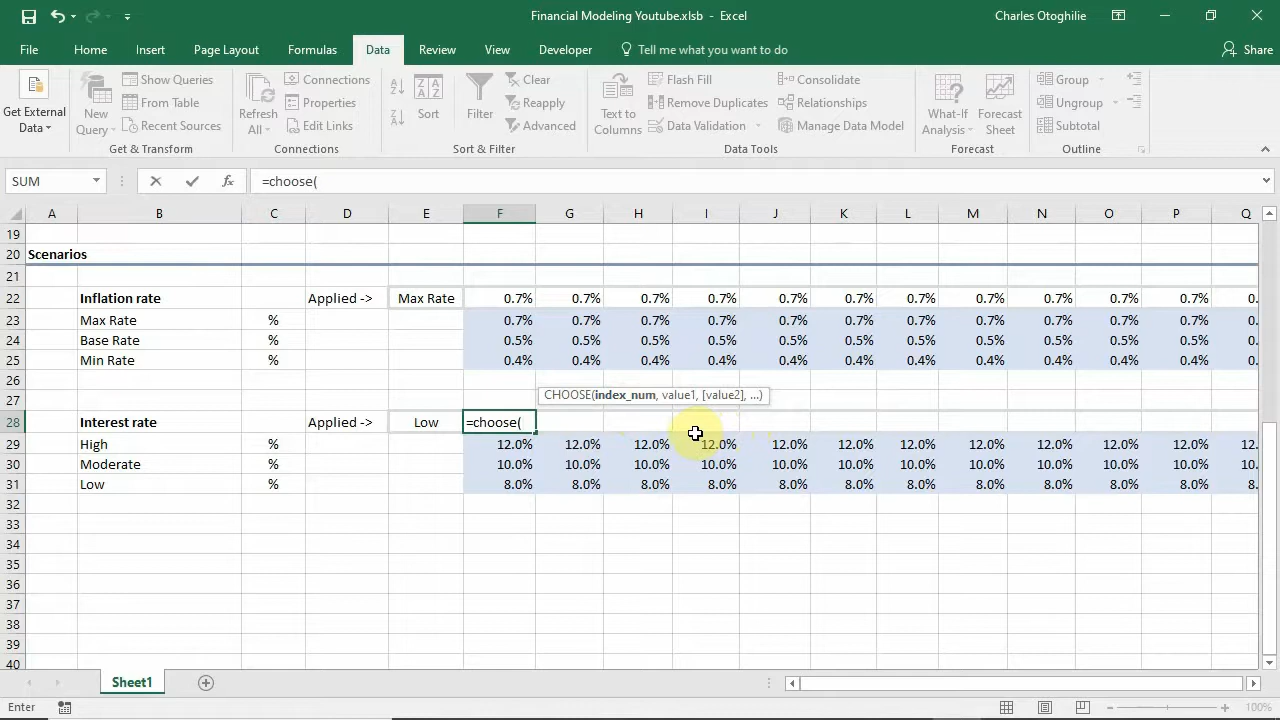 Financial Modeling Youtube.xlsb - Excel
Charles Otoghilie
File Home Insert Page Layout Formulas Data Review View Developer Tell me what you want to do Share
Get External Data
New Query
Show Queries
From Table
Recent Sources
Get & Transform
Refresh All
Connections
Properties
Edit Links
Connections
Sort
Filter
Clear
Reapply
Advanced
Sort & Filter
Text to Columns
Flash Fill
Remove Duplicates
Data Validation
Consolidate
Relationships
Manage Data Model
Data Tools
What-If Analysis
Forecast Sheet
Forecast
Group
Ungroup
Subtotal
Outline
SUM fx =choose(
A B C D E F G H I J K L M N O P Q
19
20 Scenarios
21
22 Inflation rate Applied -> Max Rate 0.7% 0.7% 0.7% 0.7% 0.7% 0.7% 0.7% 0.7% 0.7% 0.7% 0.7% 0.
23 Max Rate % 0.7% 0.7% 0.7% 0.7% 0.7% 0.7% 0.7% 0.7% 0.7% 0.7% 0.7% 0.
24 Base Rate % 0.5% 0.5% 0.5% 0.5% 0.5% 0.5% 0.5% 0.5% 0.5% 0.5% 0.5% 0.
25 Min Rate % 0.4% 0.4% 0.4% 0.4% 0.4% 0.4% 0.4% 0.4% 0.4% 0.4% 0.4% 0.
26
27 CHOOSE(index_num, value1, [value2], ...)
28 Interest rate Applied -> Low =choose(
29 High % 12.0% 12.0% 12.0% 12.0% 12.0% 12.0% 12.0% 12.0% 12.0% 12.0% 12.0% 12.
30 Moderate % 10.0% 10.0% 10.0% 10.0% 10.0% 10.0% 10.0% 10.0% 10.0% 10.0% 10.0% 10.
31 Low % 8.0% 8.0% 8.0% 8.0% 8.0% 8.0% 8.0% 8.0% 8.0% 8.0% 8.0% 8.
32
33
34
35
36
37
38
39
40
Sheet1
Enter 100%